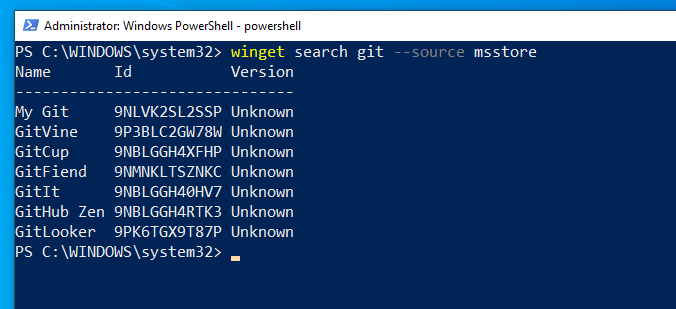 Administrator: Windows PowerShell - powershell
PS C:\WINDOWS\system32> winget search git --source msstore
Name Id Version
-------------------------------
My Git 9NLVK2SL2SSP Unknown
GitVine 9P3BLC2GW78W Unknown
GitCup 9NBLGGH4XFHP Unknown
GitFiend 9NMNKLTSZNKC Unknown
GitIt 9NBLGGH40HV7 Unknown
GitHub Zen 9NBLGGH4RTK3 Unknown
GitLooker 9PK6TGX9T87P Unknown
PS C:\WINDOWS\system32>